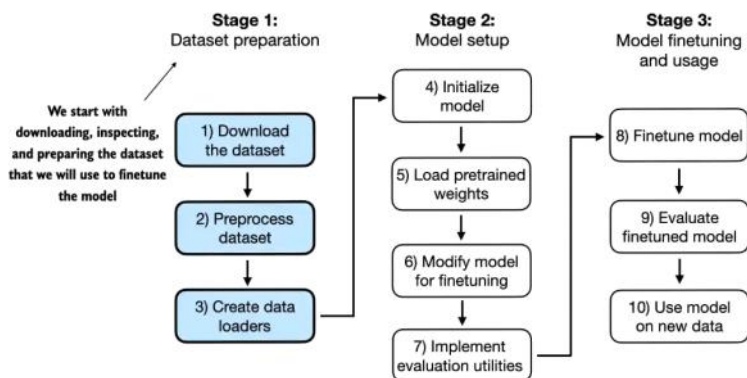 Stage 1:
Dataset preparation
We start with
downloading, inspecting,
and preparing the dataset
that we will use to finetune
the model
1) Download
the dataset
2) Preprocess
dataset
3) Create data
loaders
Stage 2:
Model setup
4) Initialize
model
5) Load pretrained
weights
6) Modify model
for finetuning
7) Implement
evaluation utilities
Stage 3:
Model finetuning
and usage
8) Finetune model
9) Evaluate
finetuned model
10) Use model
on new data